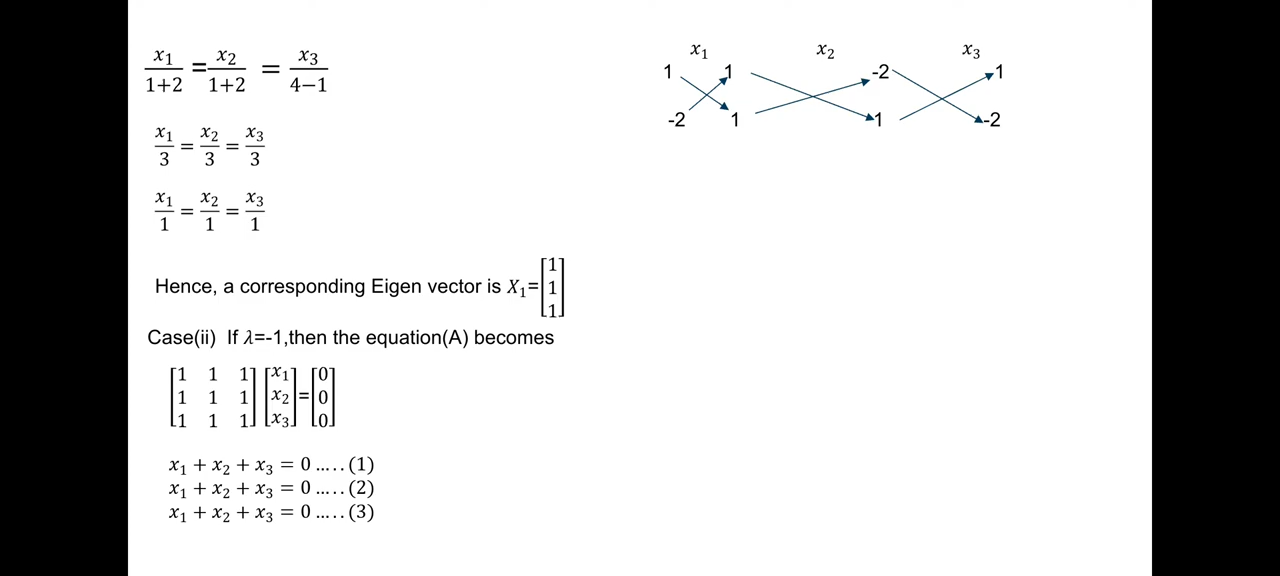 x₁/(1+2) = x₂/(1+2) = x₃/(4−1)
x₁/3 = x₂/3 = x₃/3
x₁/1 = x₂/1 = x₃/1
x₁ x₂ x₃
1 1 -2 1
-2 1 1 -2
Hence, a corresponding Eigen vector is X₁=[1 1 1]
Case(ii) If λ=-1,then the equation(A) becomes
[1 1 1] [x₁] [0]
[1 1 1] [x₂]=[0]
[1 1 1] [x₃] [0]
x₁ + x₂ + x₃ = 0 ..... (1)
x₁ + x₂ + x₃ = 0 ..... (2)
x₁ + x₂ + x₃ = 0 ..... (3)